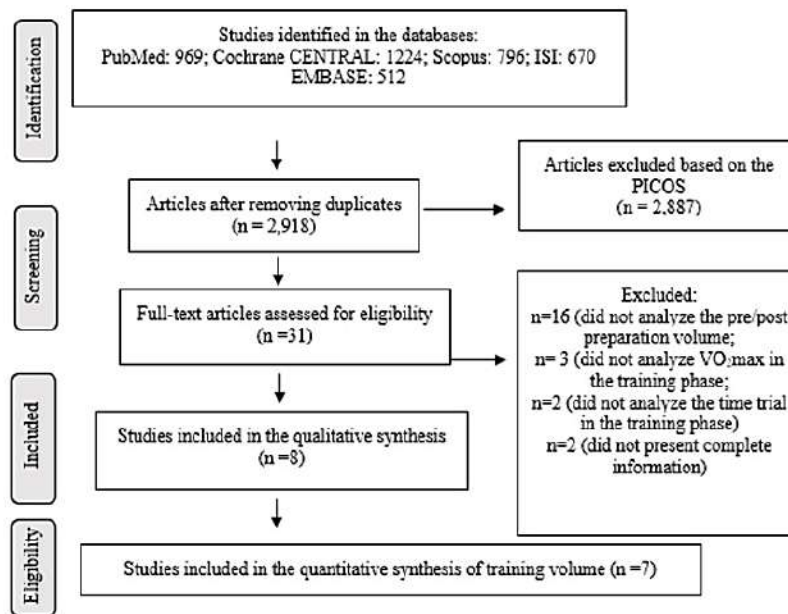 Identification
Studies identified in the databases:
PubMed: 969; Cochrane CENTRAL: 1224; Scopus: 796; ISI: 670
EMBASE: 512
Screening
Articles after removing duplicates
(n = 2,918)
Articles excluded based on the
PICOS
(n = 2,887)
Full-text articles assessed for eligibility
(n =31)
Excluded:
n=16 (did not analyze the pre/post
preparation volume;
n= 3 (did not analyze VO₂max in
the training phase;
n=2 (did not analyze the time trial
in the training phase)
n=2 (did not present complete
information)
Included
Studies included in the qualitative synthesis
(n =8)
Eligibility
Studies included in the quantitative synthesis of training volume (n =7)